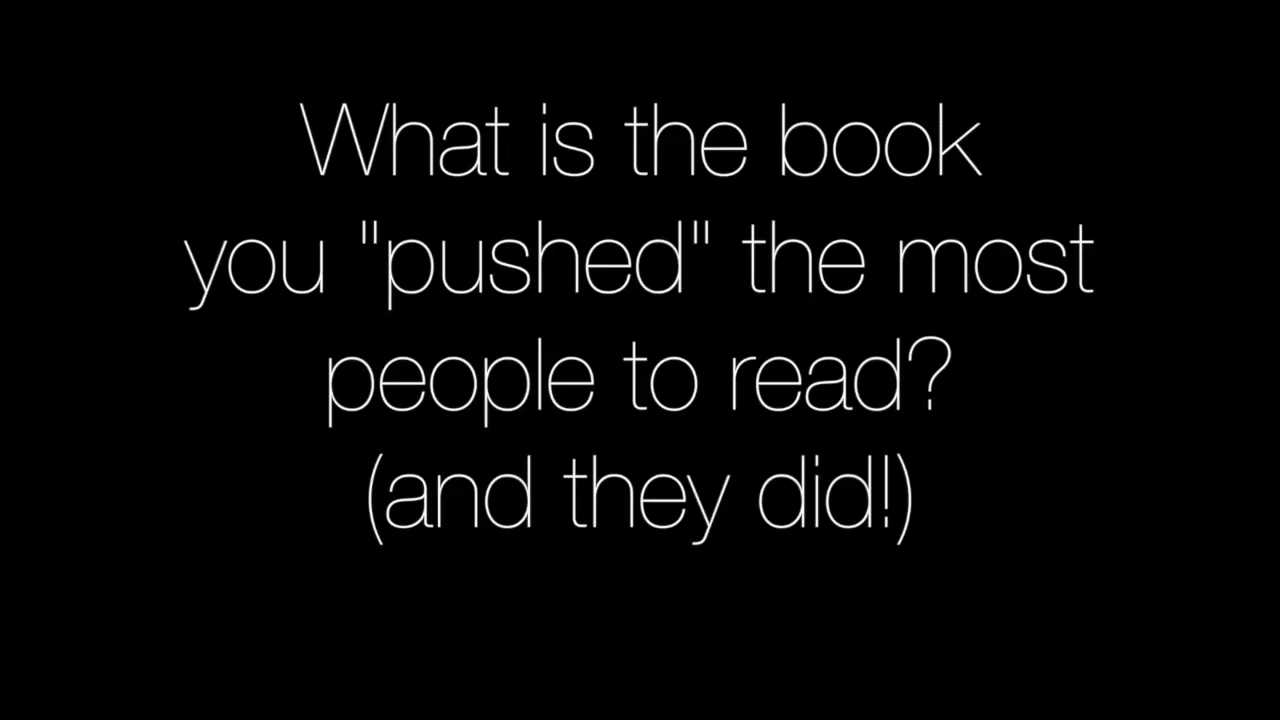 What is the book
you "pushed" the most
people to read?
(and they did!)